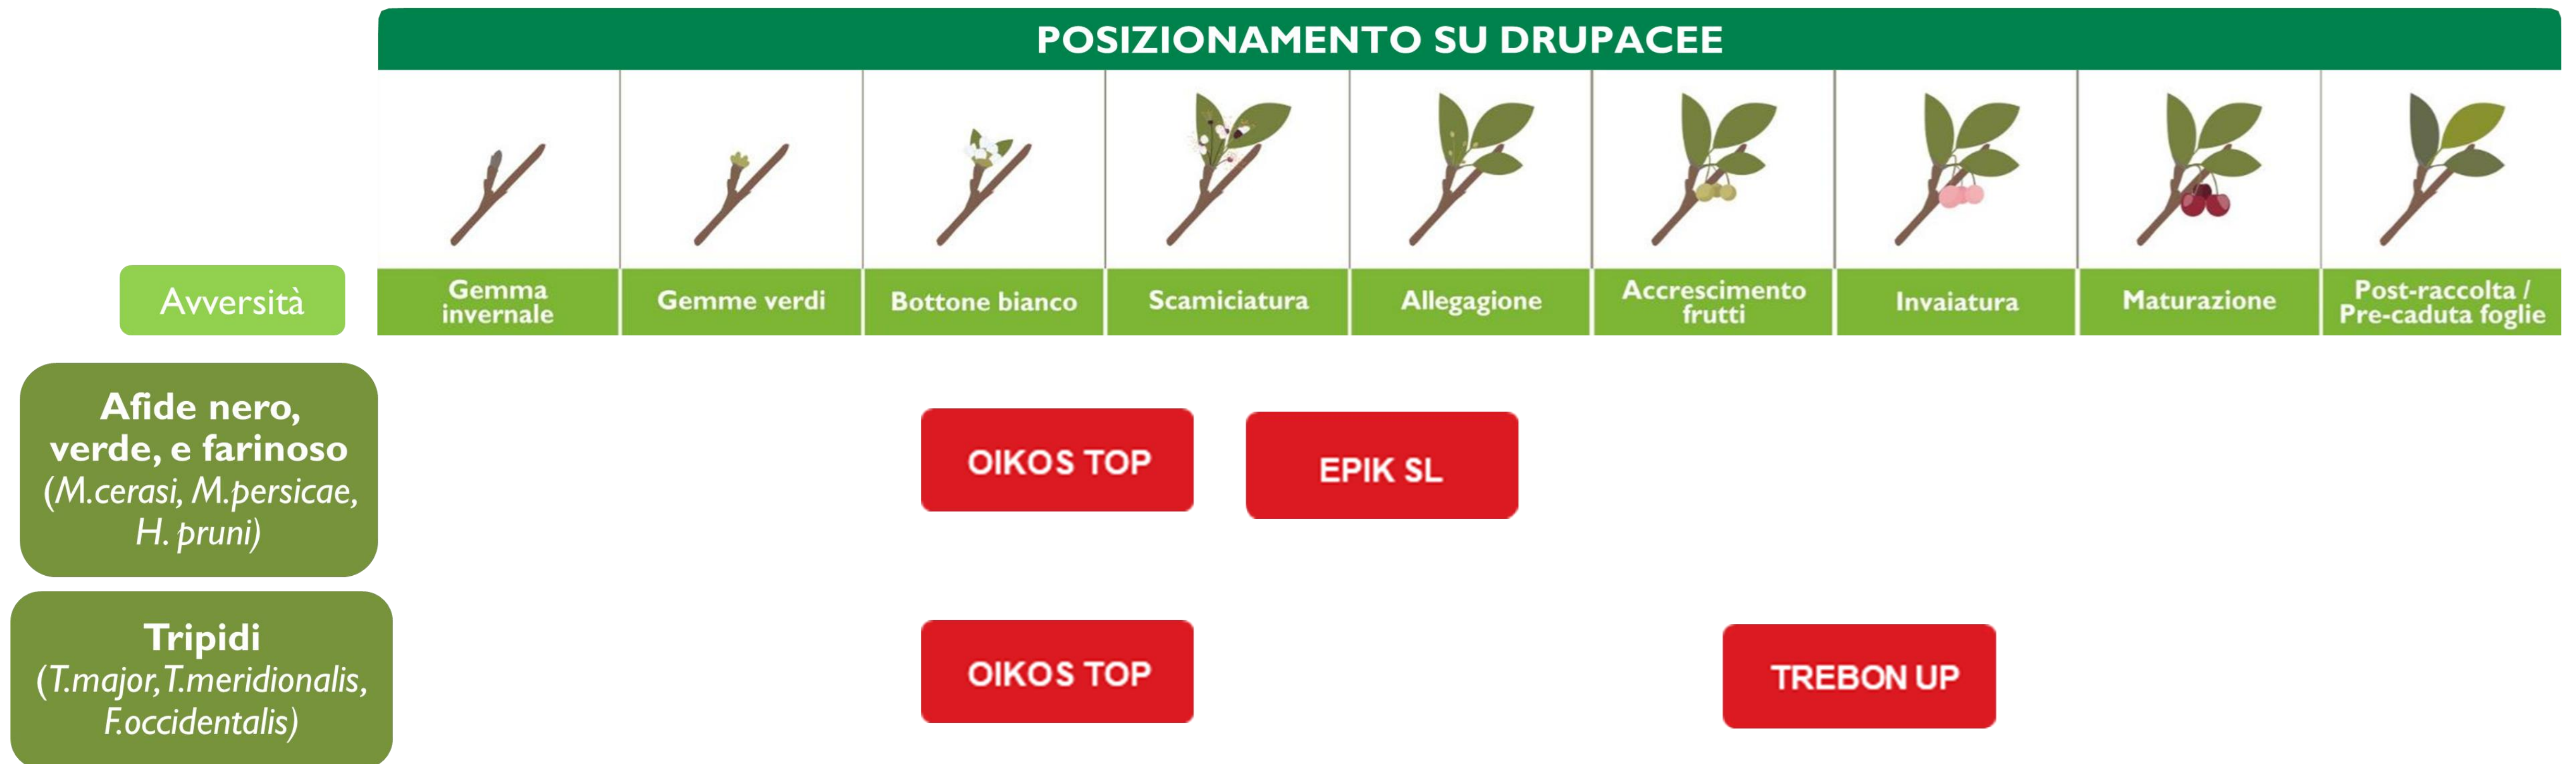 POSIZIONAMENTO SU DRUPACEE
Avversità
Gemma
invernale
Gemme verdi
Bottone bianco
Scamiciatura
Allegagione
Accrescimento
frutti
Invaiatura
Maturazione
Post-raccolta /
Pre-caduta foglie
Afide nero,
verde, e farinoso
(M.cerasi, M.persicae,
H. pruni)
OIKOS TOP
EPIK SL
Tripidi
(T.major,T.meridionalis,
F.occidentalis)
OIKOS TOP
TREBON UP